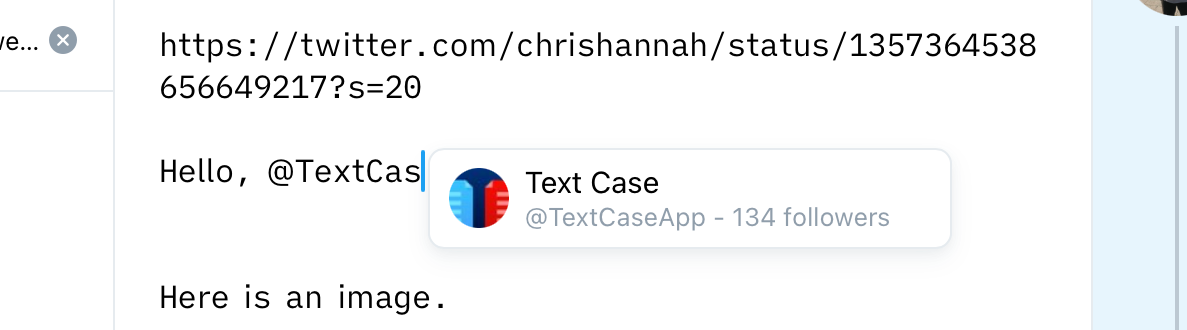 we...
https://twitter.com/chrishannah/status/1357364538
656649217?s=20
Hello, @TextCas
Text Case
@TextCaseApp - 134 followers
Here is an image.